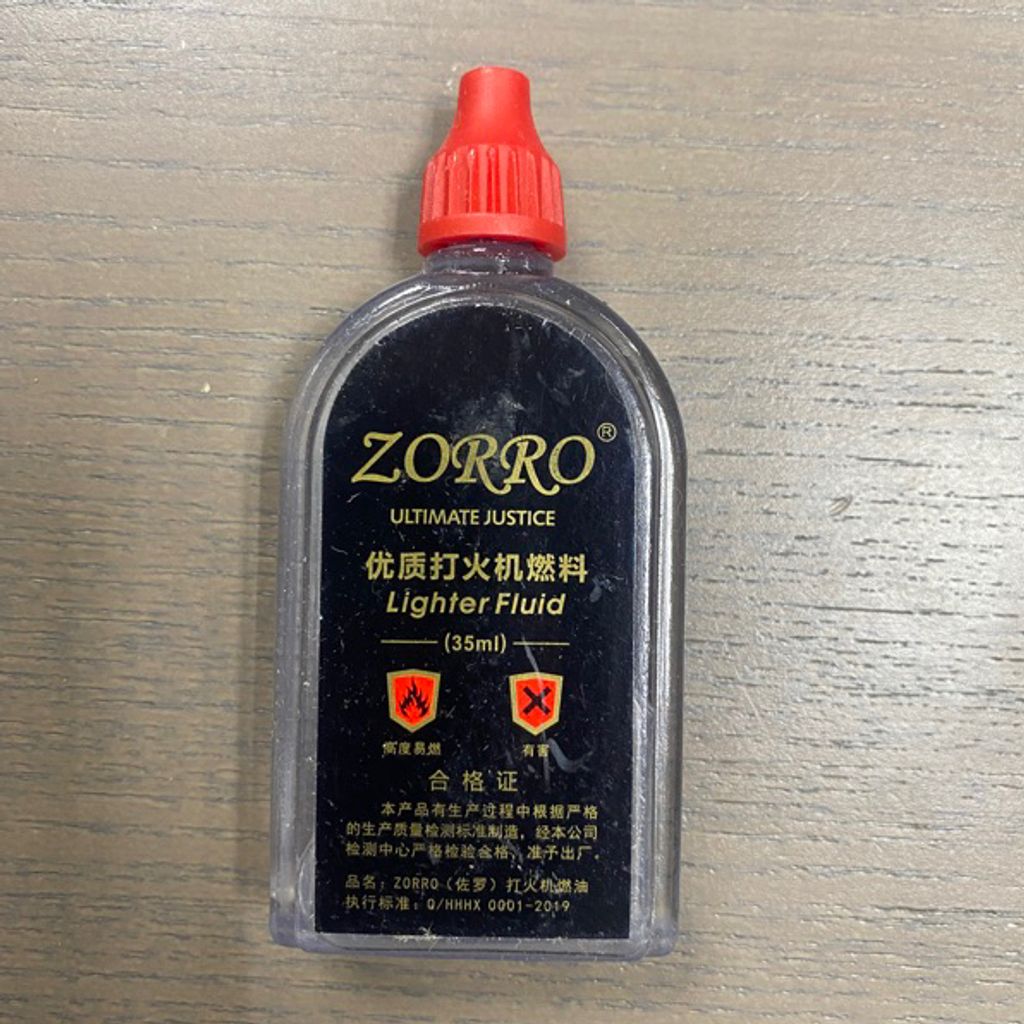 ZORRO®
ULTIMATE JUSTICE
优质打火机燃料
Lighter Fluid
(35ml)
高度易燃 有害
合格证
本产品有生产过程中根据严格
的生产质量检测标准制造，经本公司
检测中心严格检验合格，准予出厂。
品名：ZORRO（佐罗）打火机燃油
执行标准：Q/HHHX 0001-2019